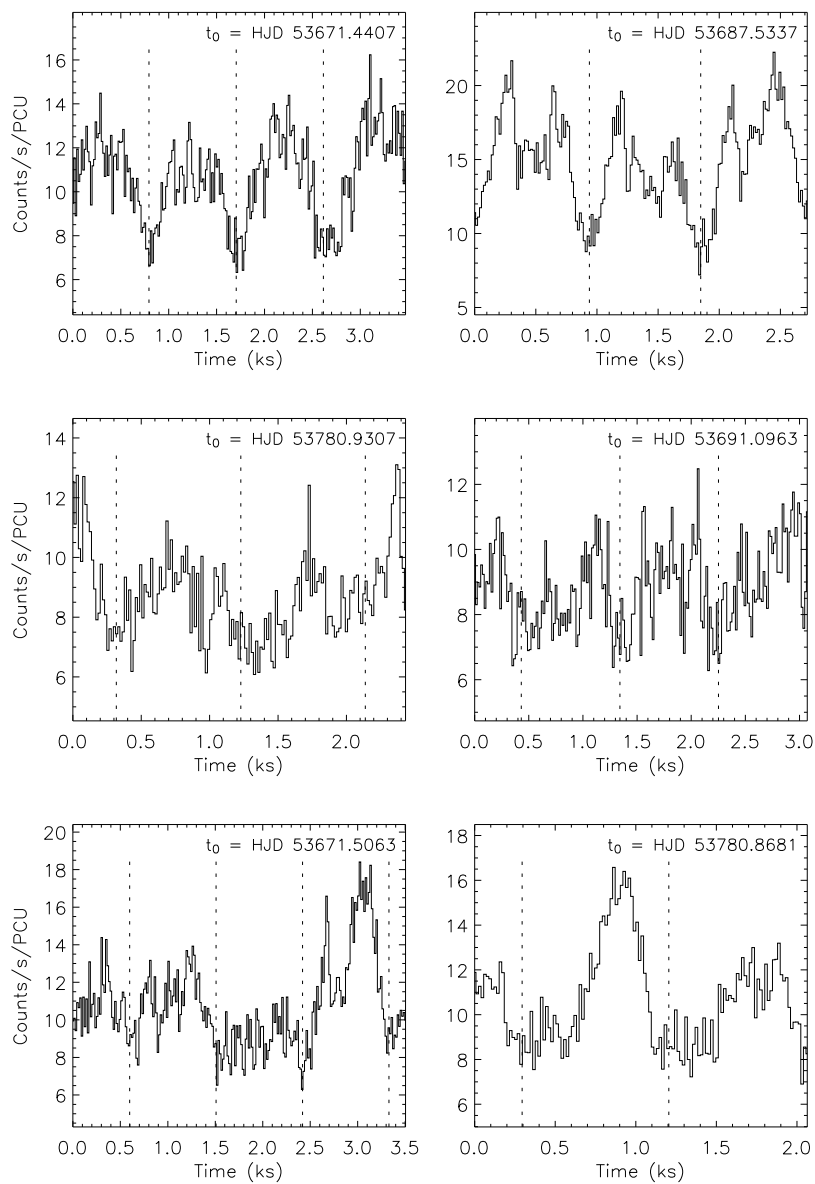 t₀ = HJD 53671.4407
16
14
12
10
8
6
Counts/s/PCU
0.0 0.5 1.0 1.5 2.0 2.5 3.0
Time (ks)
t₀ = HJD 53687.5337
20
15
10
5
0.0 0.5 1.0 1.5 2.0 2.5
Time (ks)
t₀ = HJD 53780.9307
14
12
10
8
6
Counts/s/PCU
0.0 0.5 1.0 1.5 2.0
Time (ks)
t₀ = HJD 53691.0963
12
10
8
6
0.0 0.5 1.0 1.5 2.0 2.5 3.0
Time (ks)
t₀ = HJD 53671.5063
20
18
16
14
12
10
8
6
Counts/s/PCU
0.0 0.5 1.0 1.5 2.0 2.5 3.0 3.5
Time (ks)
t₀ = HJD 53780.8681
18
16
14
12
10
8
6
0.0 0.5 1.0 1.5 2.0
Time (ks)